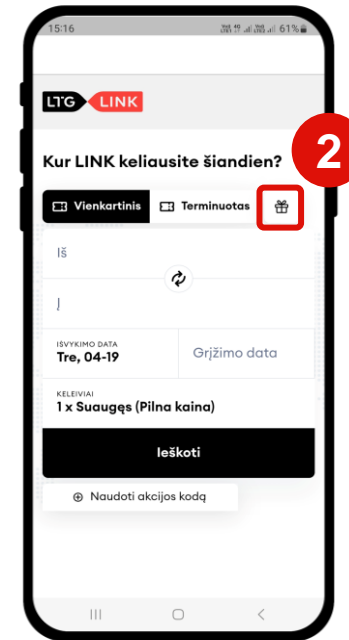 15:16
61%
LTG LINK
2
Kur LINK keliausite šiandien?
Vienkartinis
Terminuotas
Iš
Į
IŠVYKIMO DATA
Tre, 04-19
Grįžimo data
KELEIVIAI
1 x Suaugęs (Pilna kaina)
Ieškoti
Naudoti akcijos kodą